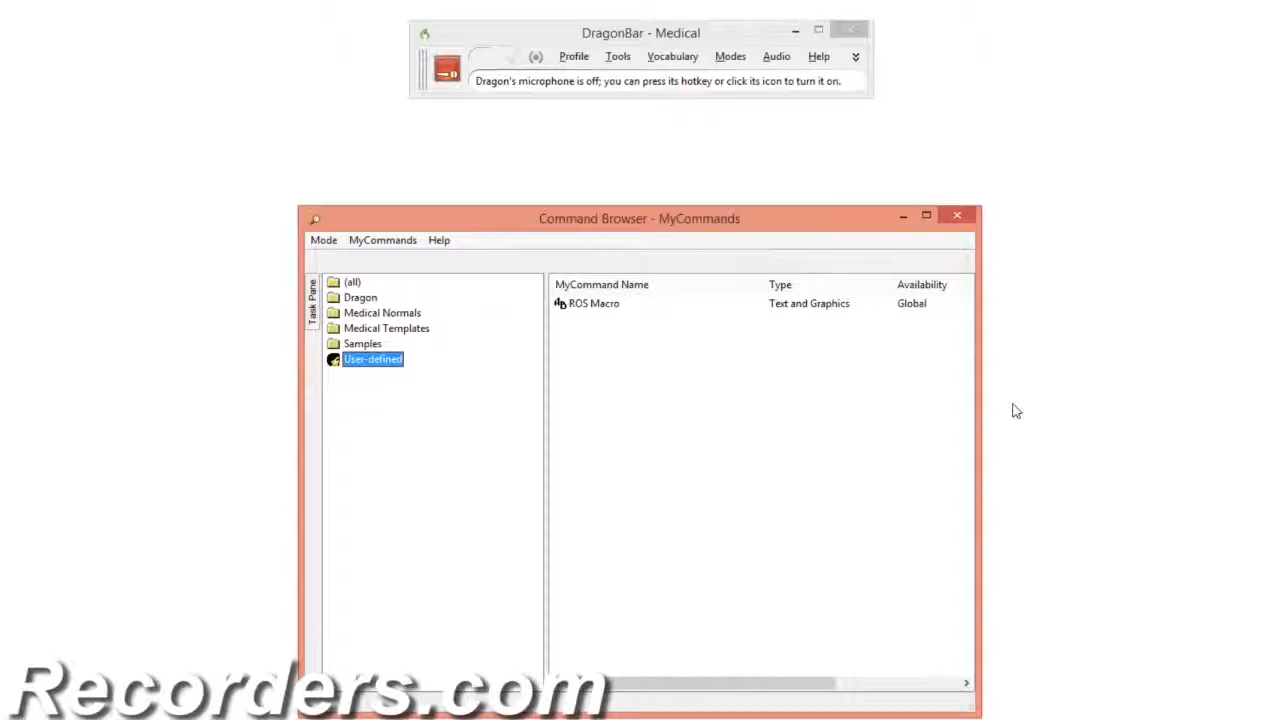 DragonBar - Medical
Profile Tools Vocabulary Modes Audio Help
Dragon's microphone is off; you can press its hotkey or click its icon to turn it on.
Command Browser - MyCommands
Mode MyCommands Help
Task Pane
(all)
Dragon
Medical Normals
Medical Templates
Samples
User-defined
MyCommand Name Type Availability
ROS Macro Text and Graphics Global
Recorders.com